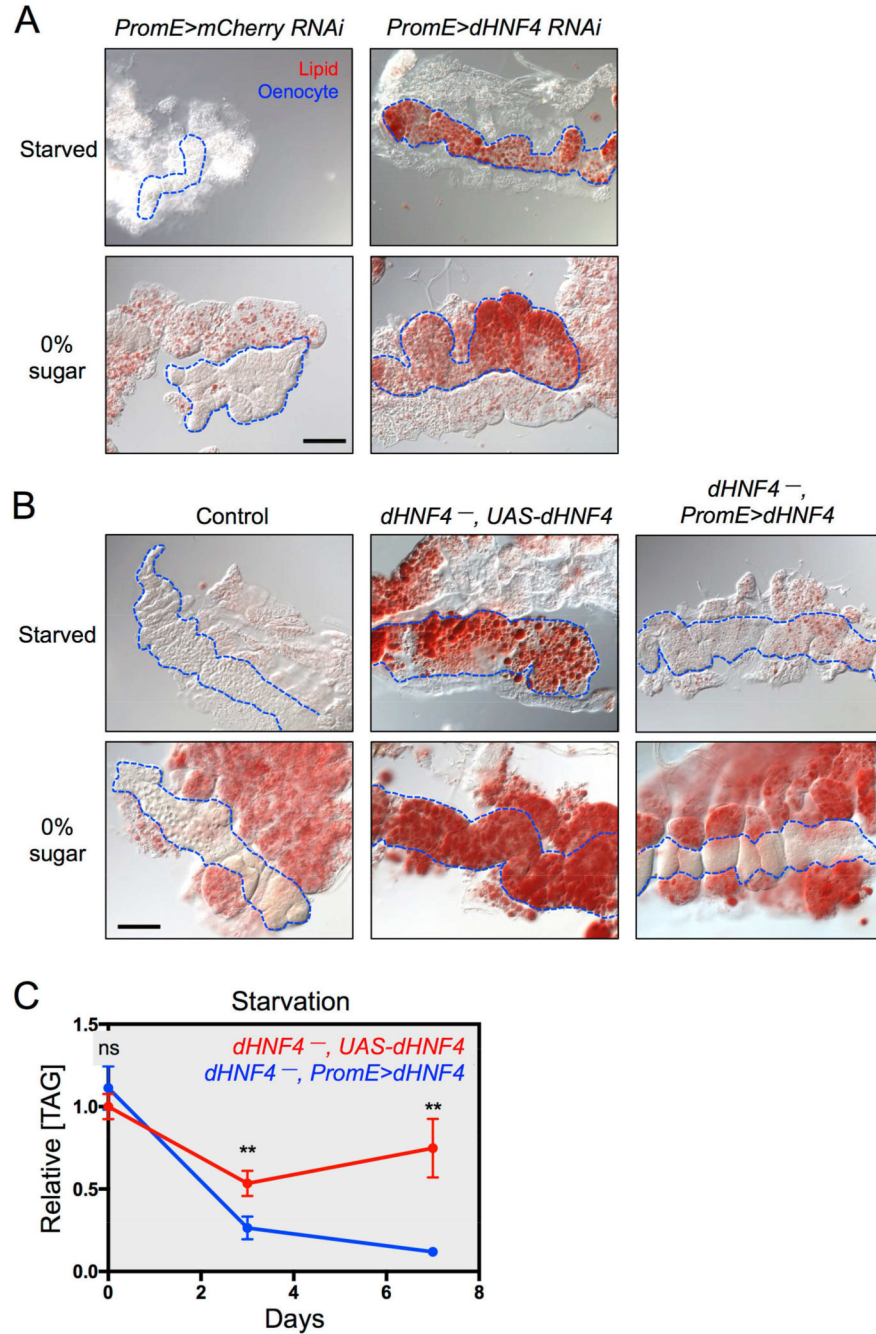 A
PromE>mCherry RNAi
PromE>dHNF4 RNAi
Lipid
Oenocyte
Starved
0%
sugar
B
Control
dHNF4 —, UAS-dHNF4
dHNF4 —,
PromE>dHNF4
Starved
0%
sugar
C
Starvation
dHNF4 —, UAS-dHNF4
dHNF4 —, PromE>dHNF4
ns
**
**
Relative [TAG]
1.5
1.0
0.5
0.0
0 2 4 6 8
Days